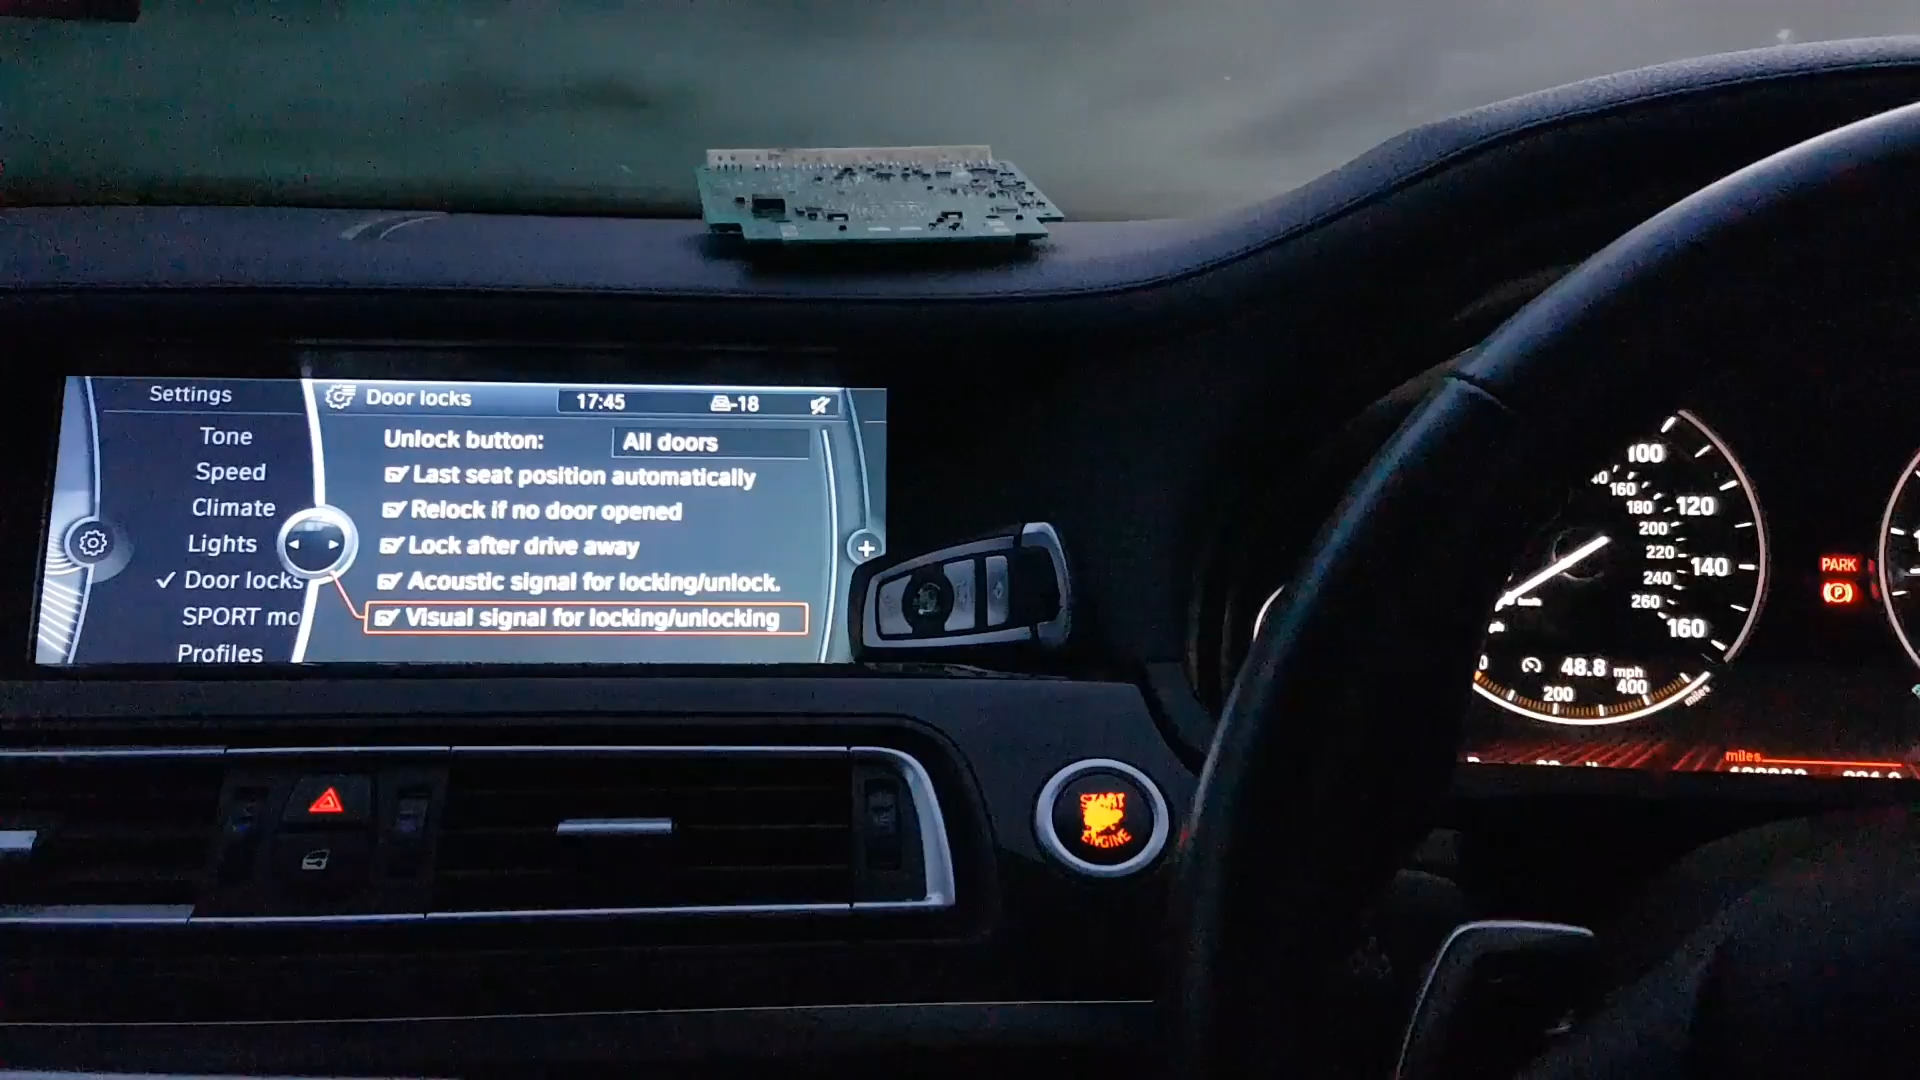 Settings
Tone
Speed
Climate
Lights
Door locks
SPORT mo
Profiles
Door locks 17:45 -18
Unlock button: All doors
Last seat position automatically
Relock if no door opened
Lock after drive away
Acoustic signal for locking/unlock.
Visual signal for locking/unlocking
START
ENGINE
100
120
140
160
160
180
200
220
240
260
48.8 mph
200 400
miles
PARK
(P)
miles